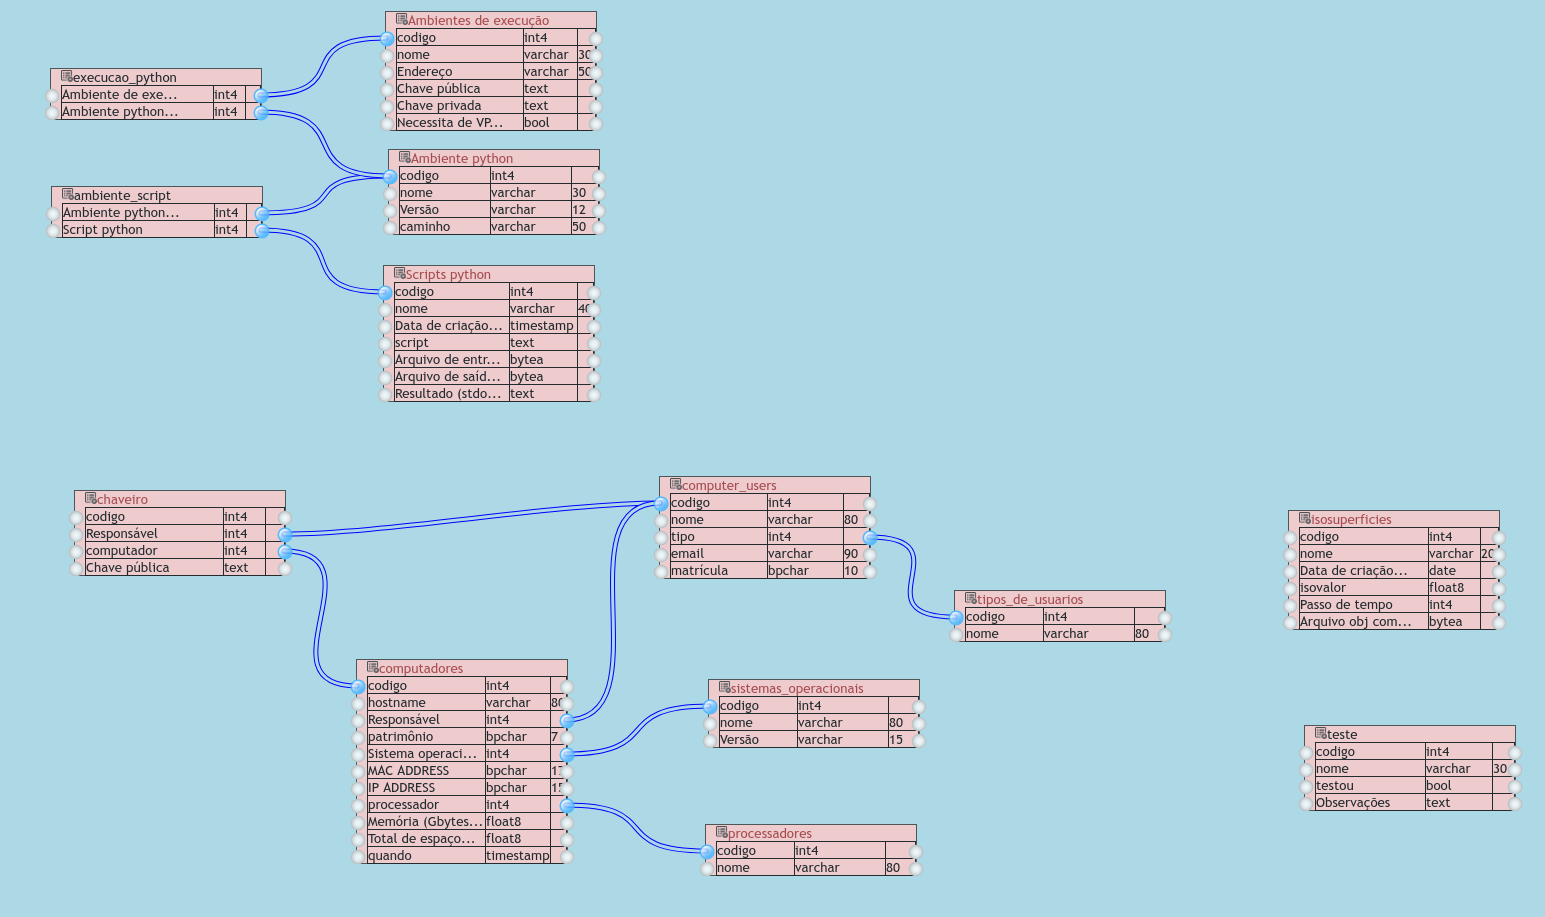 Ambientes de execução
codigo int4
nome varchar 30
Endereço varchar 50
Chave pública text
Chave privada text
Necessita de VP... bool
execucao_python
Ambiente de exe... int4
Ambiente python... int4
Ambiente python
codigo int4
nome varchar 30
Versão varchar 12
caminho varchar 50
ambiente_script
Ambiente python... int4
Script python int4
Scripts python
codigo int4
nome varchar 40
Data de criação... timestamp
script text
Arquivo de entr... bytea
Arquivo de saíd... bytea
Resultado (stdo... text
chaveiro
codigo int4
Responsável int4
computador int4
Chave pública text
computer_users
codigo int4
nome varchar 80
tipo int4
email varchar 90
matrícula bpchar 10
isosuperficies
codigo int4
nome varchar 20
Data de criação... date
isovalor float8
Passo de tempo int4
Arquivo obj com... bytea
tipos_de_usuarios
codigo int4
nome varchar 80
computadores
codigo int4
hostname varchar 80
Responsável int4
patrimônio bpchar 7
Sistema operaci... int4
MAC ADDRESS bpchar
IP ADDRESS bpchar 15
processador int4
Memória (Gbytes... float8
Total de espaço... float8
quando timestamp
sistemas_operacionais
codigo int4
nome varchar 80
Versão varchar 15
teste
codigo int4
nome varchar 30
testou bool
Observações text
processadores
codigo int4
nome varchar 80